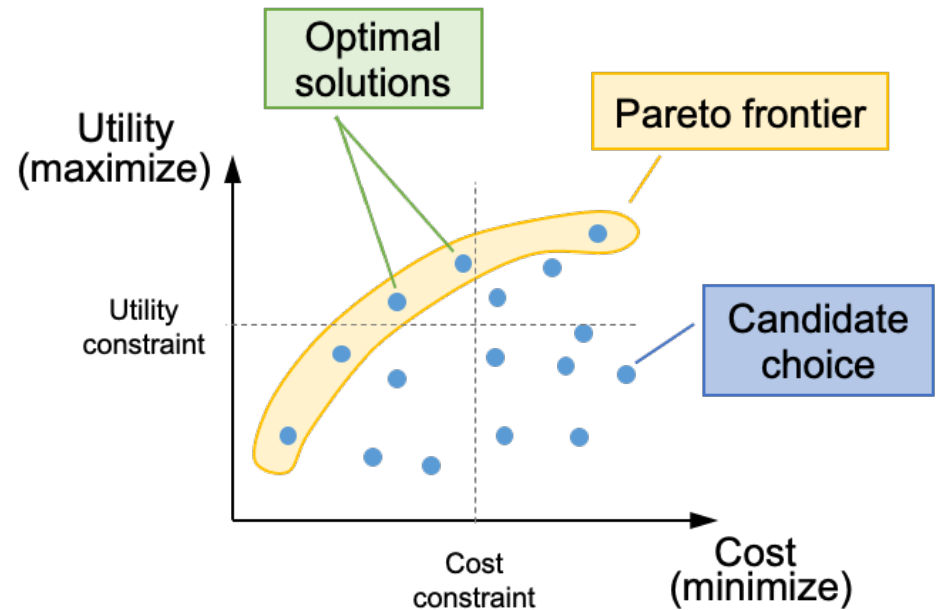 Optimal
solutions
Pareto frontier
Utility
(maximize)
Utility
constraint
Candidate
choice
Cost
constraint
Cost
(minimize)